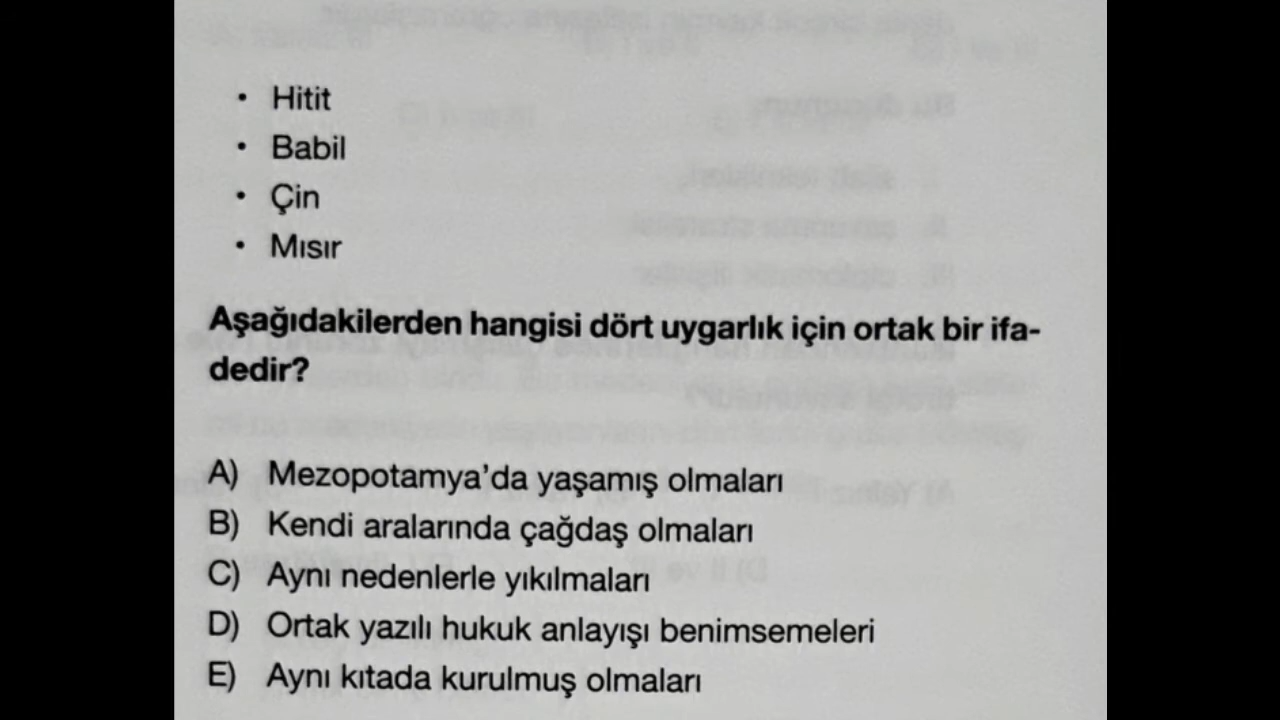 • Hitit
• Babil
• Çin
• Mısır
Aşağıdakilerden hangisi dört uygarlık için ortak bir ifa-
dedir?
A) Mezopotamya'da yaşamış olmaları
B) Kendi aralarında çağdaş olmaları
C) Aynı nedenlerle yıkılmaları
D) Ortak yazılı hukuk anlayışı benimsemeleri
E) Aynı kıtada kurulmuş olmaları